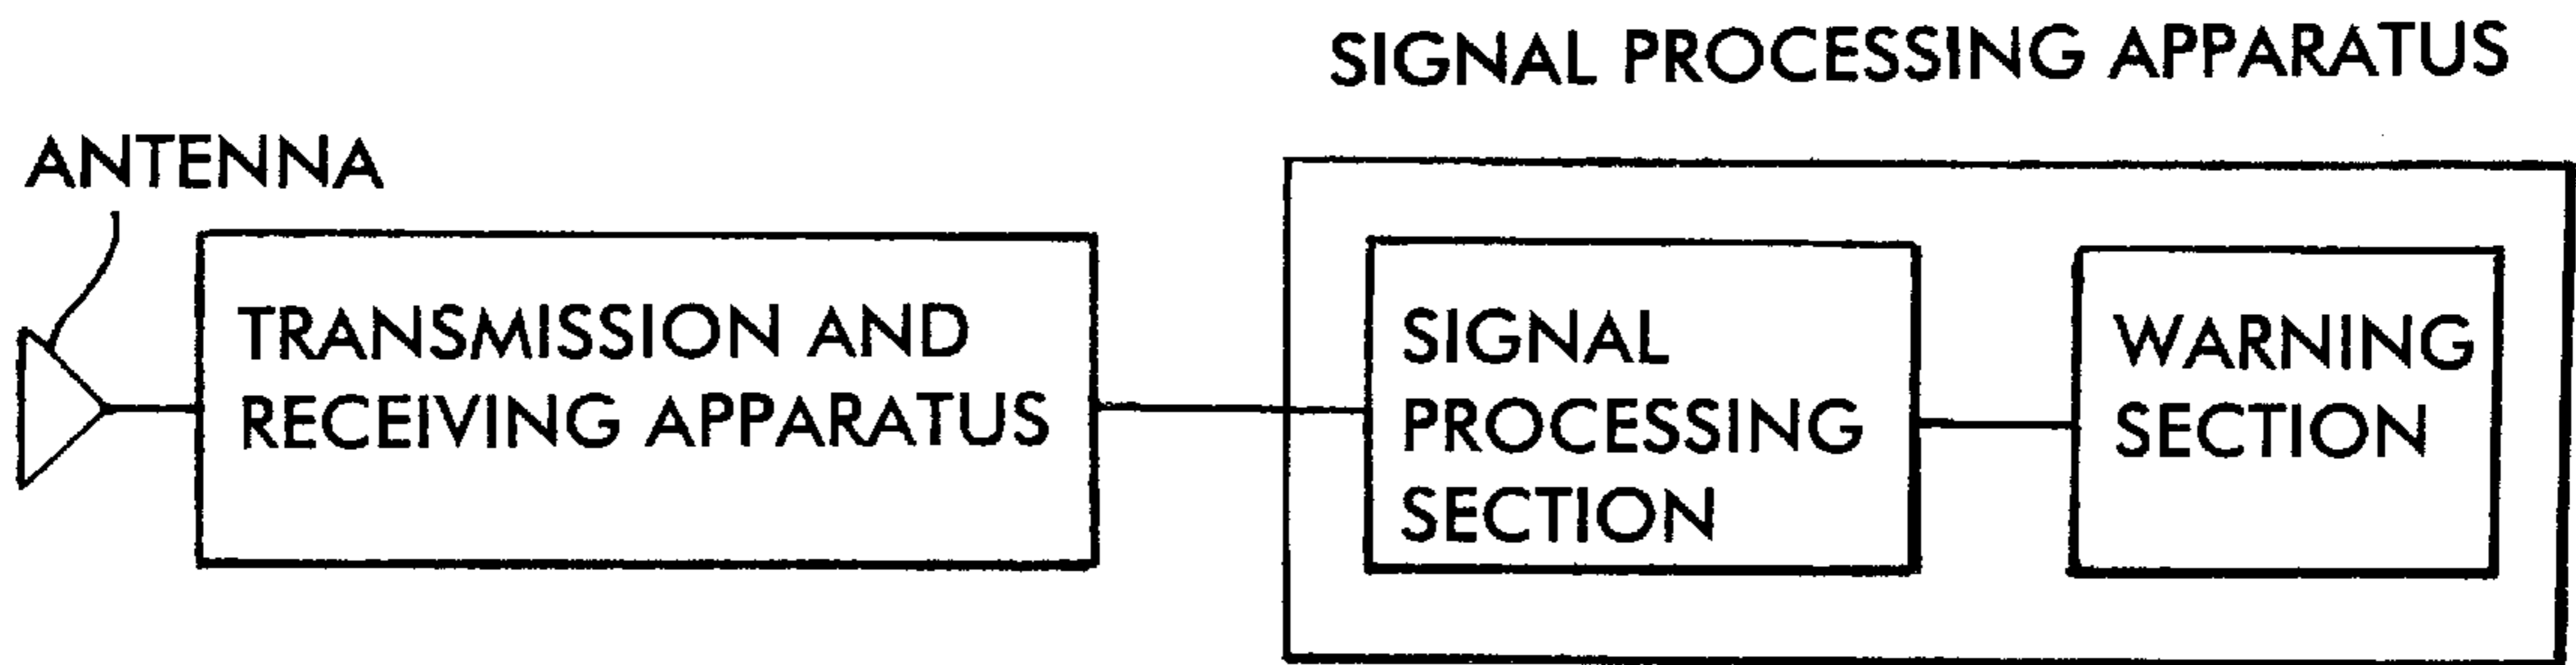 SIGNAL PROCESSING APPARATUS
ANTENNA
TRANSMISSION AND
RECEIVING APPARATUS
SIGNAL
PROCESSING
SECTION
WARNING
SECTION